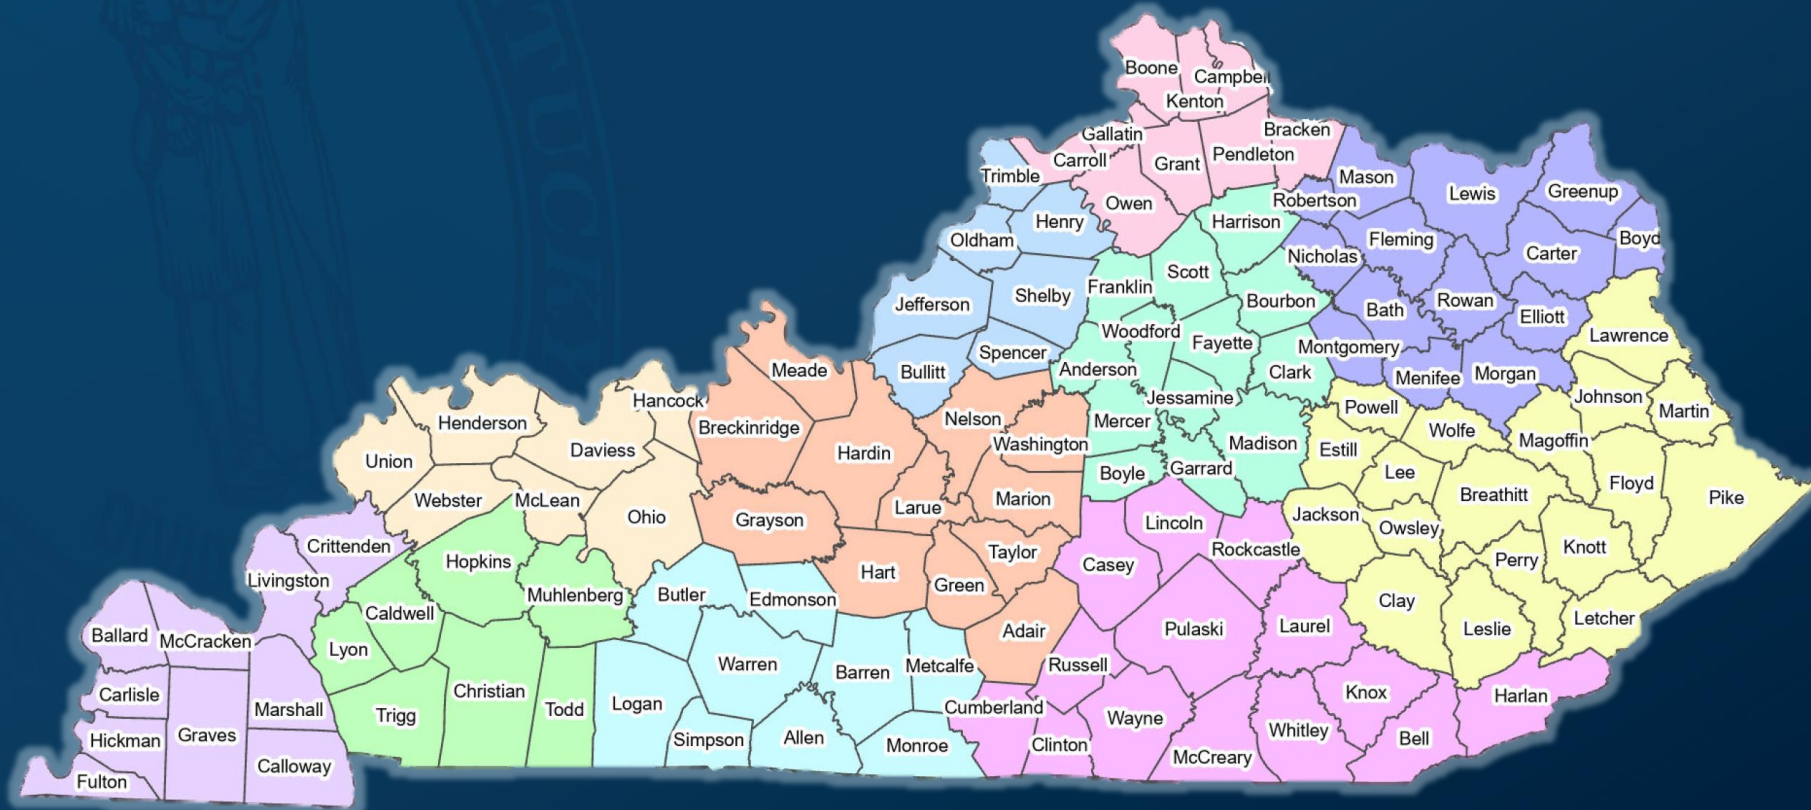 TUCK
Boone
Campbell
Kenton
Gallatin
Bracken
Carroll
Grant
Pendleton
Trimble
Mason
Lewis
Greenup
Owen
Robertson
Henry
Harrison
Oldham
Fleming
Boyd
Nicholas
Carter
Scott
Franklin
Shelby
Jefferson
Bourbon
Rowan
Bath
Elliott
Woodford
Lawrence
Fayette
Montgomery
Spencer
Anderson
Bullitt
Clark
Meade
Menifee
Morgan
Jessamine
Johnson
Hancock
Powell
Martin
Nelson
Mercer
Henderson
Breckinridge
Wolfe
Washington
Madison
Magoffin
Daviess
Estill
Hardin
Union
Boyle
Garrard
Lee
Floyd
Breathitt
Pike
Webster
McLean
Marion
Larue
Ohio
Grayson
Lincoln
Jackson
Owsley
Crittenden
Knott
Taylor
Rockcastle
Hopkins
Perry
Casey
Hart
Livingston
Green
Muhlenberg
Butler
Edmonson
Clay
Caldwell
Letcher
Laurel
Pulaski
Leslie
Adair
Ballard
McCracken
Lyon
Warren
Russell
Metcalfe
Barren
Christian
Knox
Carlisle
Harlan
Logan
Cumberland
Marshall
Todd
Trigg
Wayne
Whitley
Graves
Allen
Bell
Hickman
Simpson
Clinton
Monroe
McCreary
Calloway
Fulton